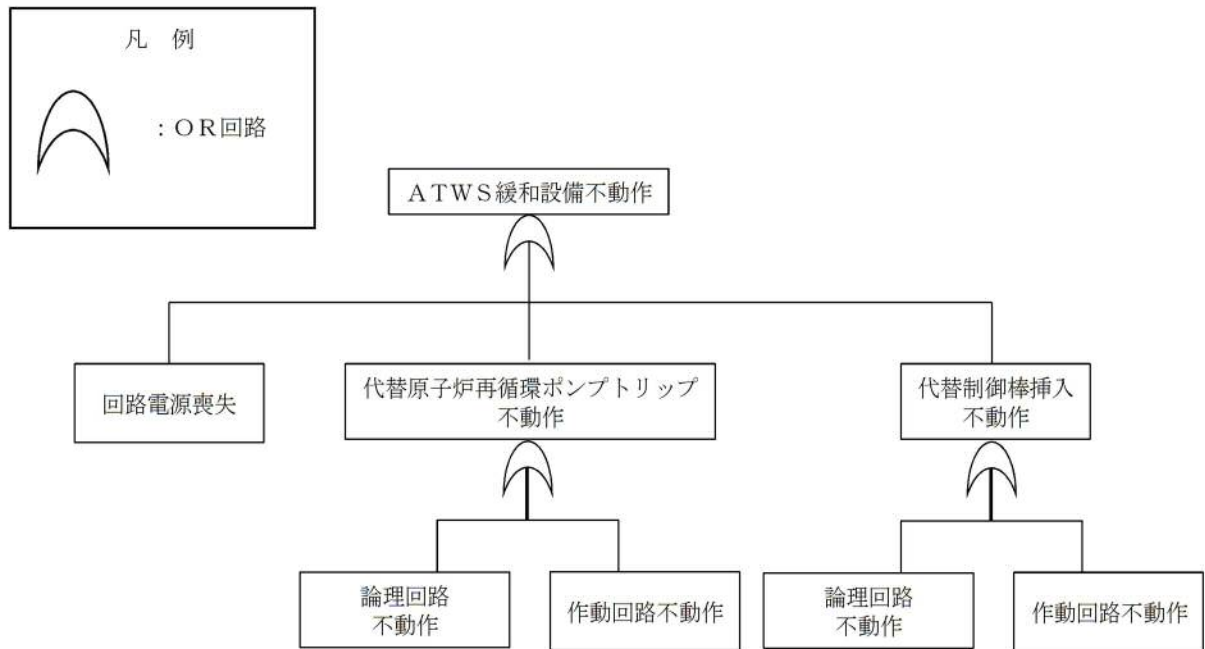 凡 例
：ＯＲ回路
ＡＴＷＳ緩和設備不動作
回路電源喪失
代替原子炉再循環ポンプトリップ
不動作
代替制御棒挿入
不動作
論理回路
不動作
作動回路不動作
論理回路
不動作
作動回路不動作